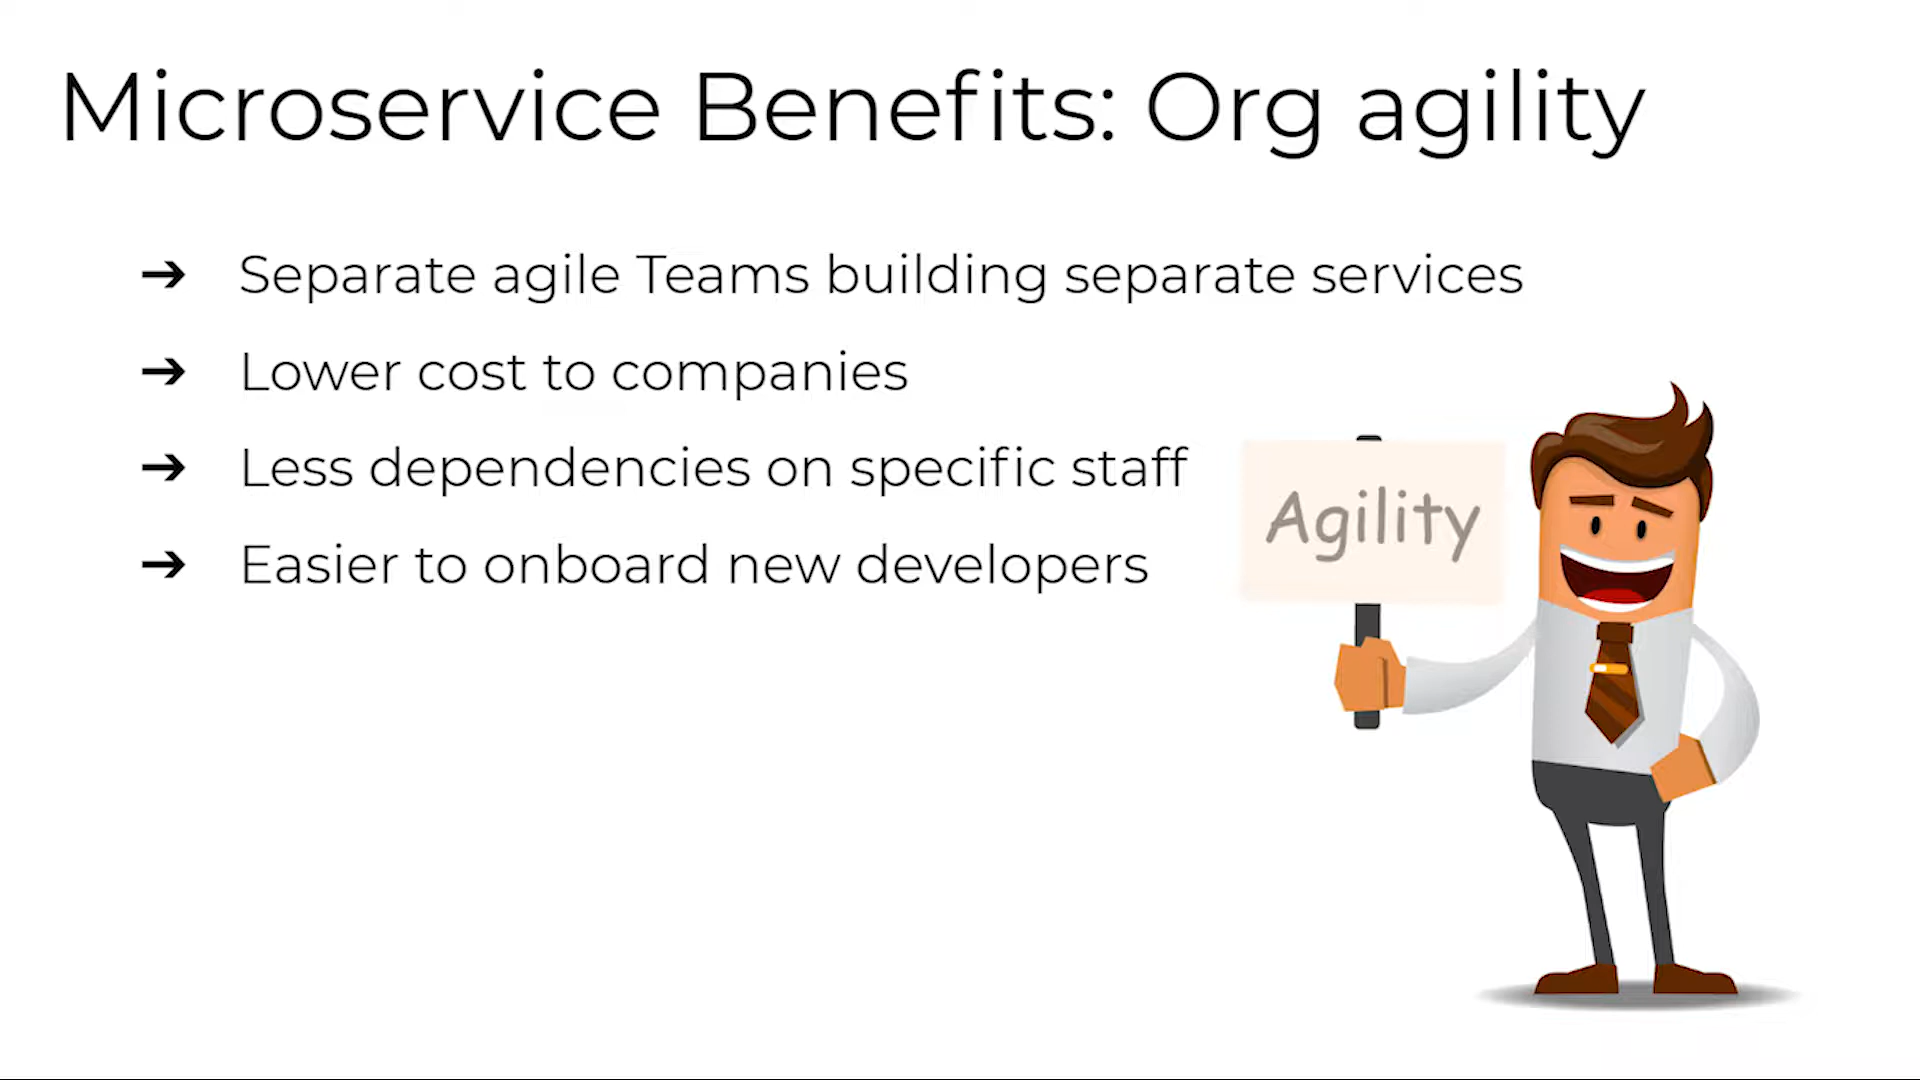 Microservice Benefits: Org agility
➔ Separate agile Teams building separate services
➔ Lower cost to companies
➔ Less dependencies on specific staff
➔ Easier to onboard new developers
Agility